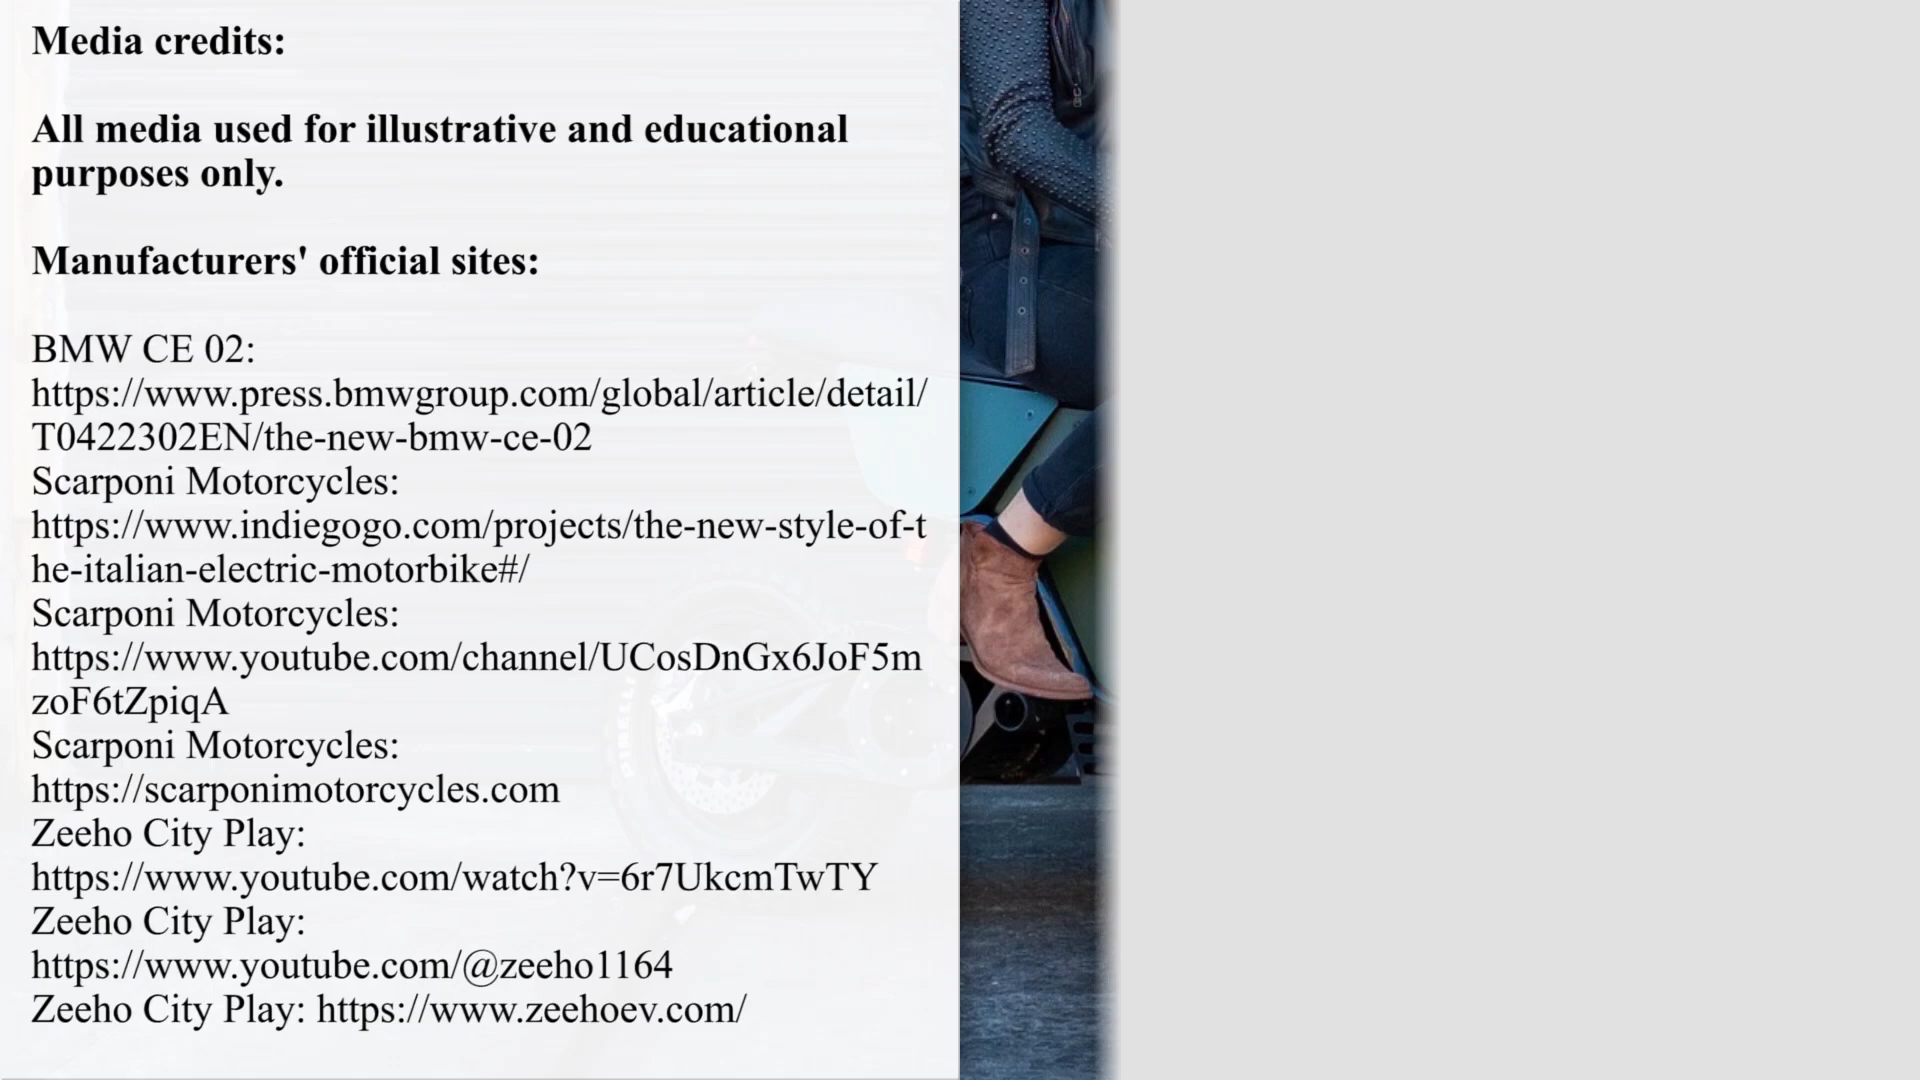 Media credits:
All media used for illustrative and educational
purposes only.
Manufacturers' official sites:
BMW CE 02:
https://www.press.bmwgroup.com/global/article/detail/
T0422302EN/the-new-bmw-ce-02
Scarponi Motorcycles:
https://www.indiegogo.com/projects/the-new-style-of-t
he-italian-electric-motorbike#/
Scarponi Motorcycles:
https://www.youtube.com/channel/UCosDnGx6JoF5m
zoF6tZpiqA
Scarponi Motorcycles:
https://scarponimotorcycles.com
Zeeho City Play:
https://www.youtube.com/watch?v=6r7UkcmTwTY
Zeeho City Play:
https://www.youtube.com/@zeeho1164
Zeeho City Play: https://www.zeehoev.com/